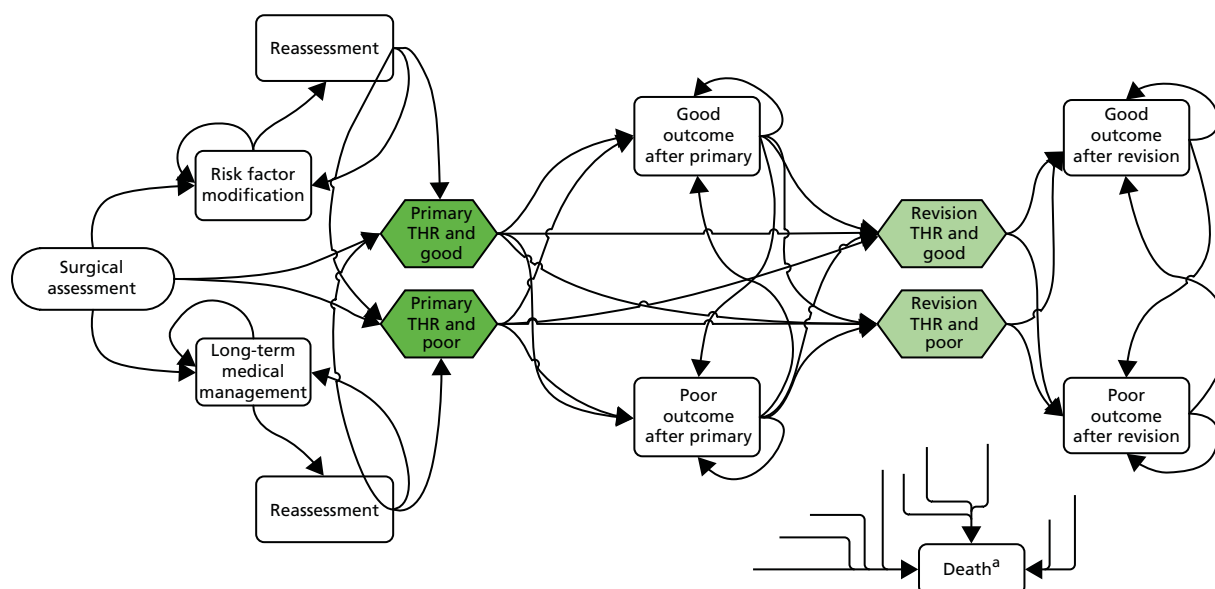 Reassessment
Risk factor
modification
Surgical
assessment
Long-term
medical
management
Reassessment
Primary
THR and
good
Primary
THR and
poor
Good
outcome
after primary
Poor
outcome
after primary
Revision
THR and
good
Revision
THR and
poor
Good
outcome
after revision
Poor
outcome
after revision
Deathᵃ